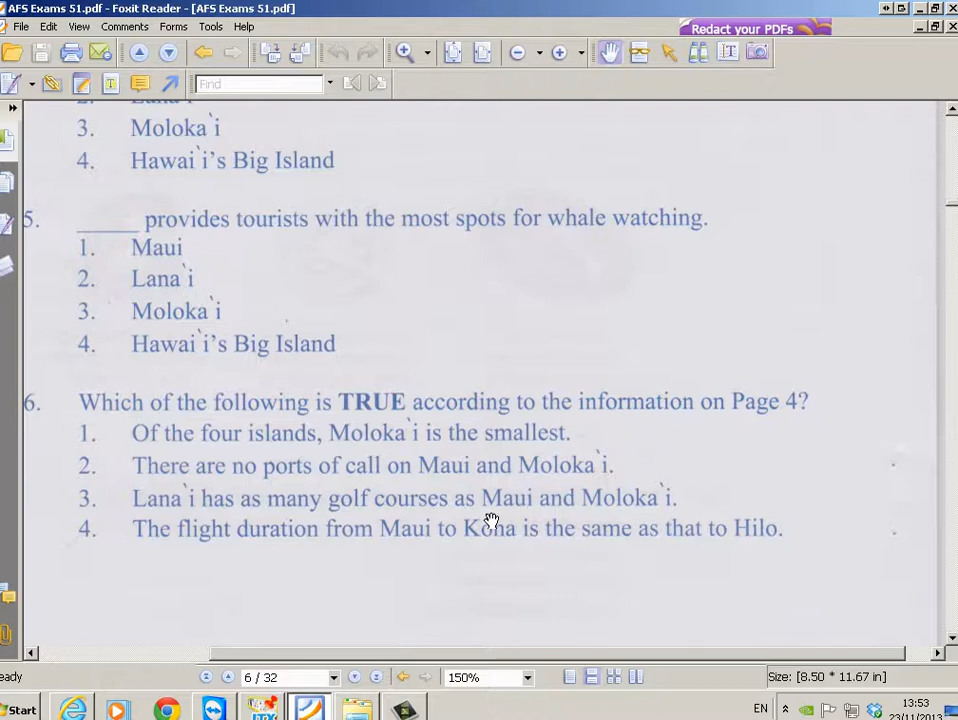 AFS Exams 51.pdf - Foxit Reader - [AFS Exams 51.pdf]
File Edit View Comments Forms Tools Help
Redact your PDFs
Find
3. Moloka`i
4. Hawai`i's Big Island
5. _____ provides tourists with the most spots for whale watching.
1. Maui
2. Lana`i
3. Moloka`i
4. Hawai`i's Big Island
6. Which of the following is TRUE according to the information on Page 4?
1. Of the four islands, Moloka`i is the smallest.
2. There are no ports of call on Maui and Moloka`i.
3. Lana`i has as many golf courses as Maui and Moloka`i.
4. The flight duration from Maui to Kona is the same as that to Hilo.
eady
6 / 32
150%
Size: [8.50 * 11.67 in]
Start
EN
13:53
23/11/2013